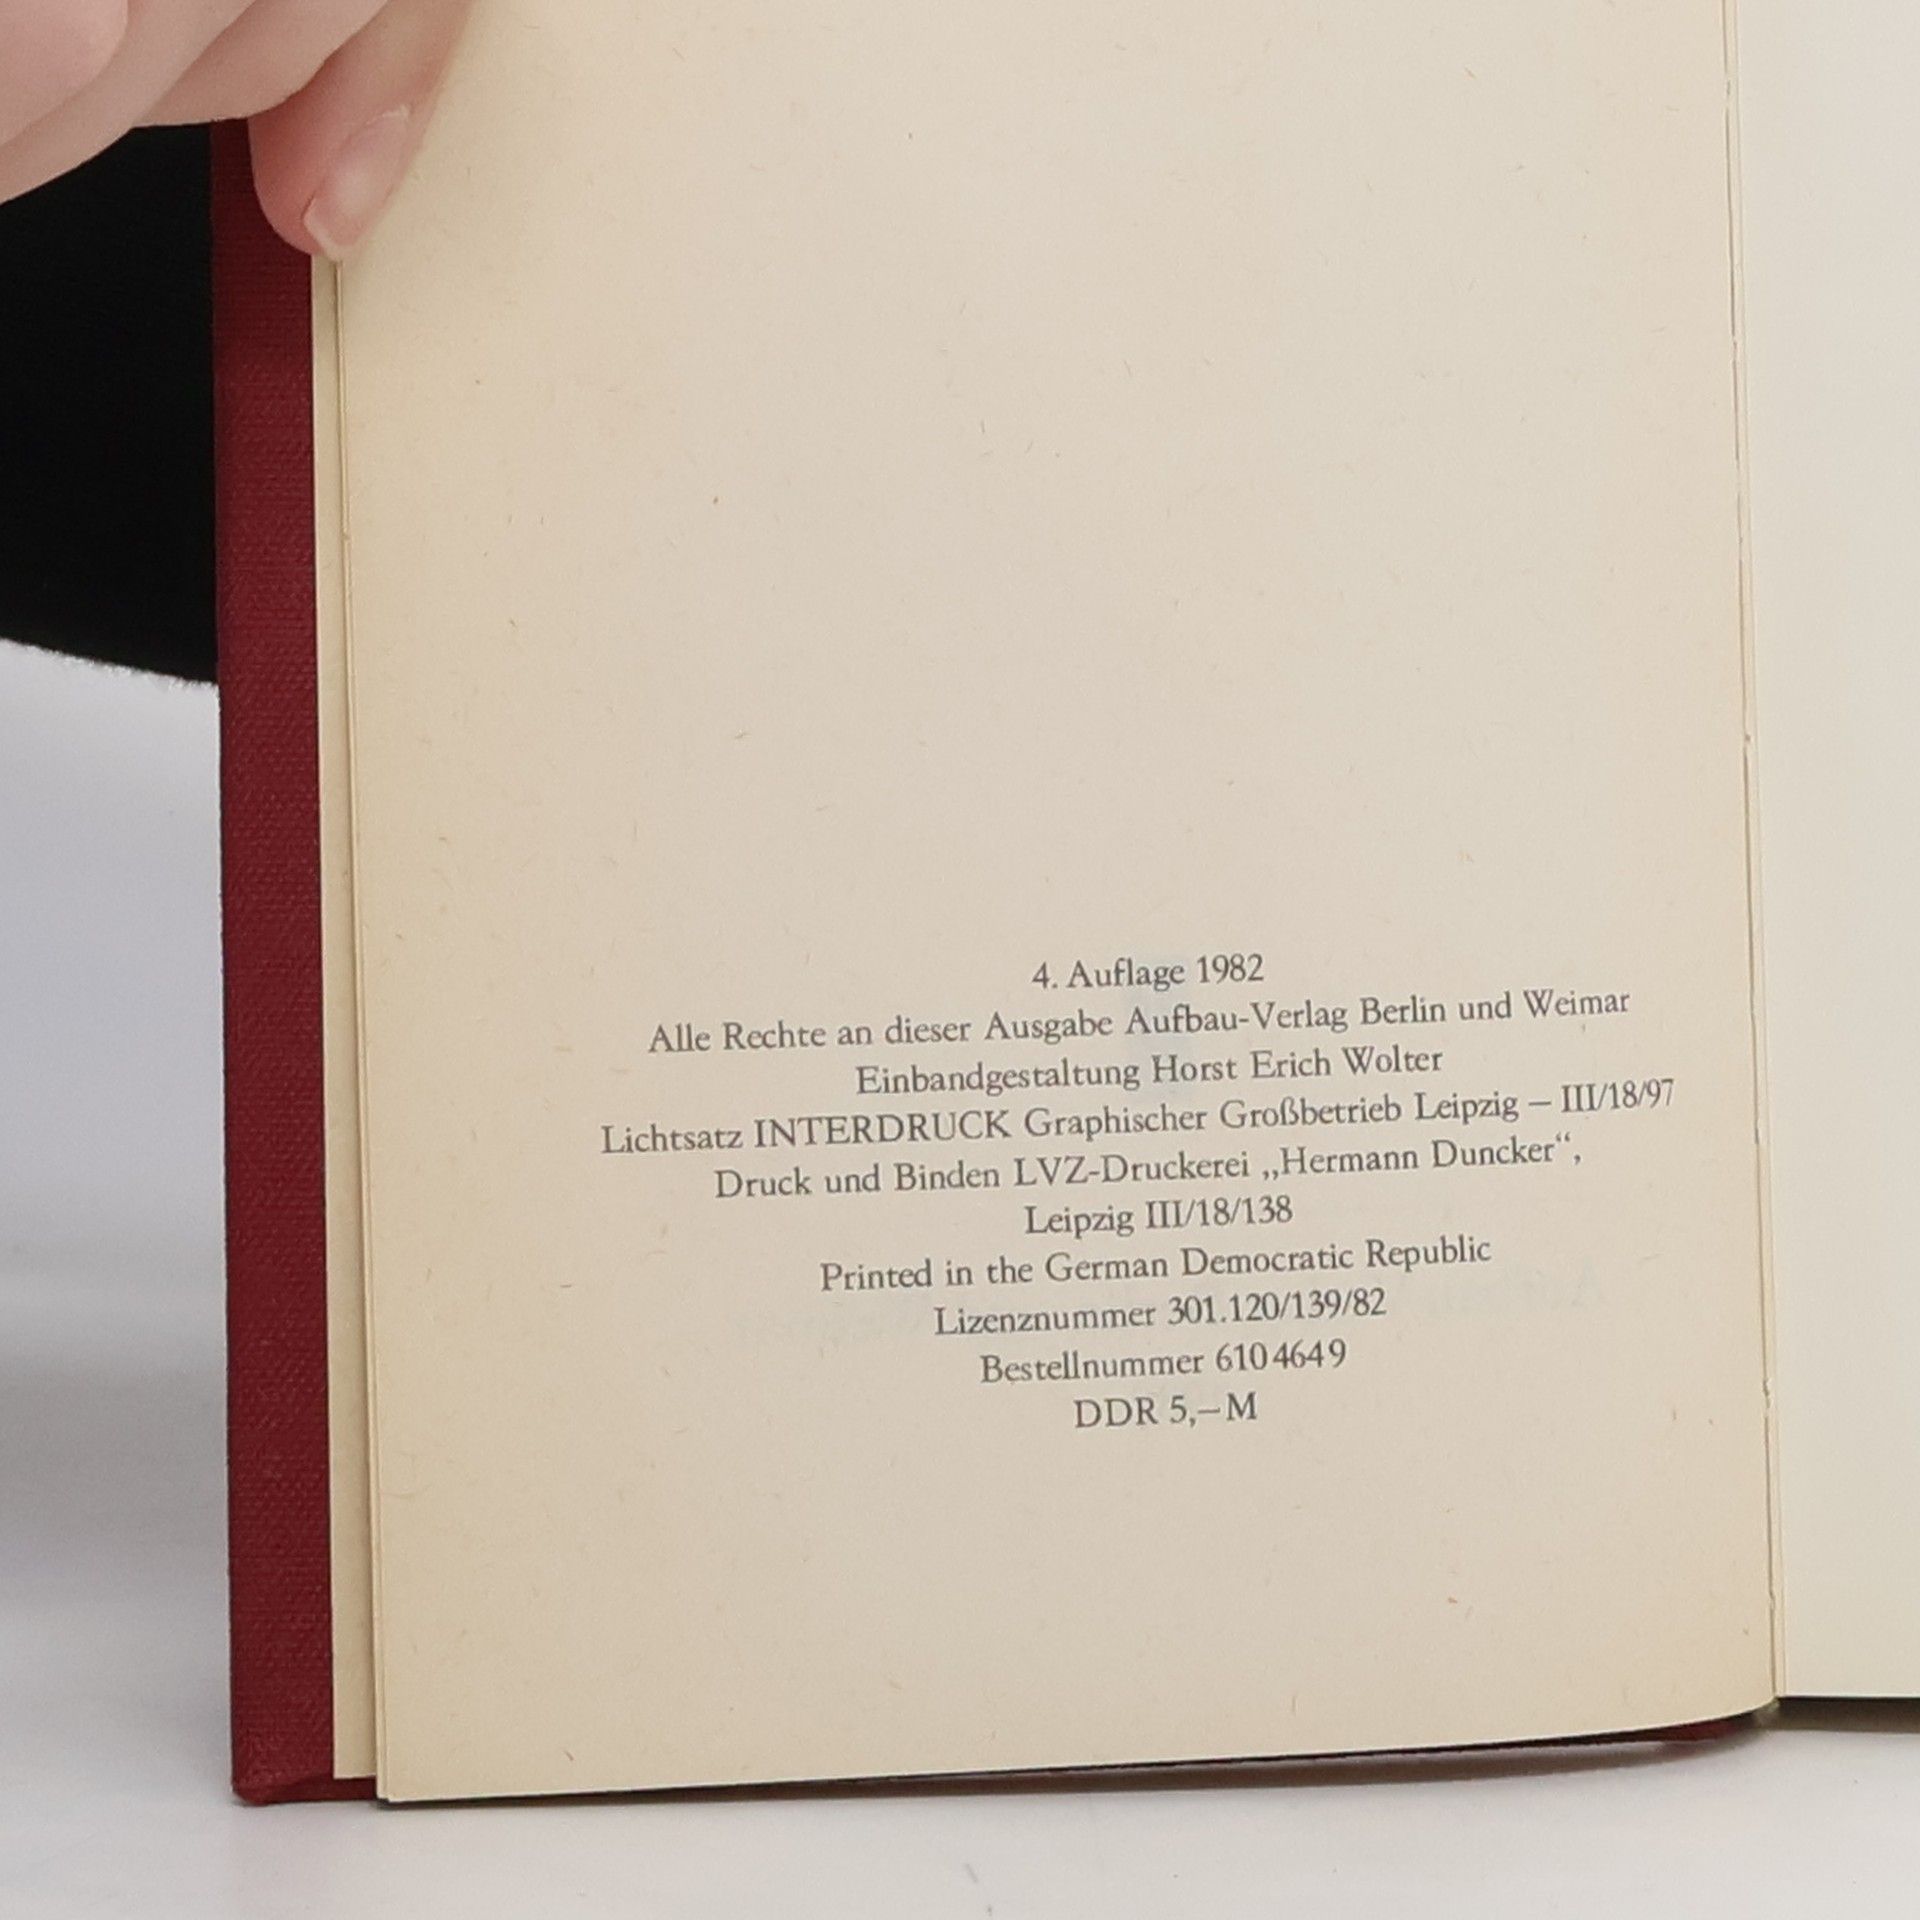 4. Auflage 1982
Alle Rechte an dieser Ausgabe Aufbau-Verlag Berlin und Weimar
Einbandgestaltung Horst Erich Wolter
Lichtsatz INTERDRUCK Graphischer Großbetrieb Leipzig – III/18/97
Druck und Binden LVZ-Druckerei „Hermann Duncker“,
Leipzig III/18/138
Printed in the German Democratic Republic
Lizenznummer 301.120/139/82
Bestellnummer 610 464 9
DDR 5,– M